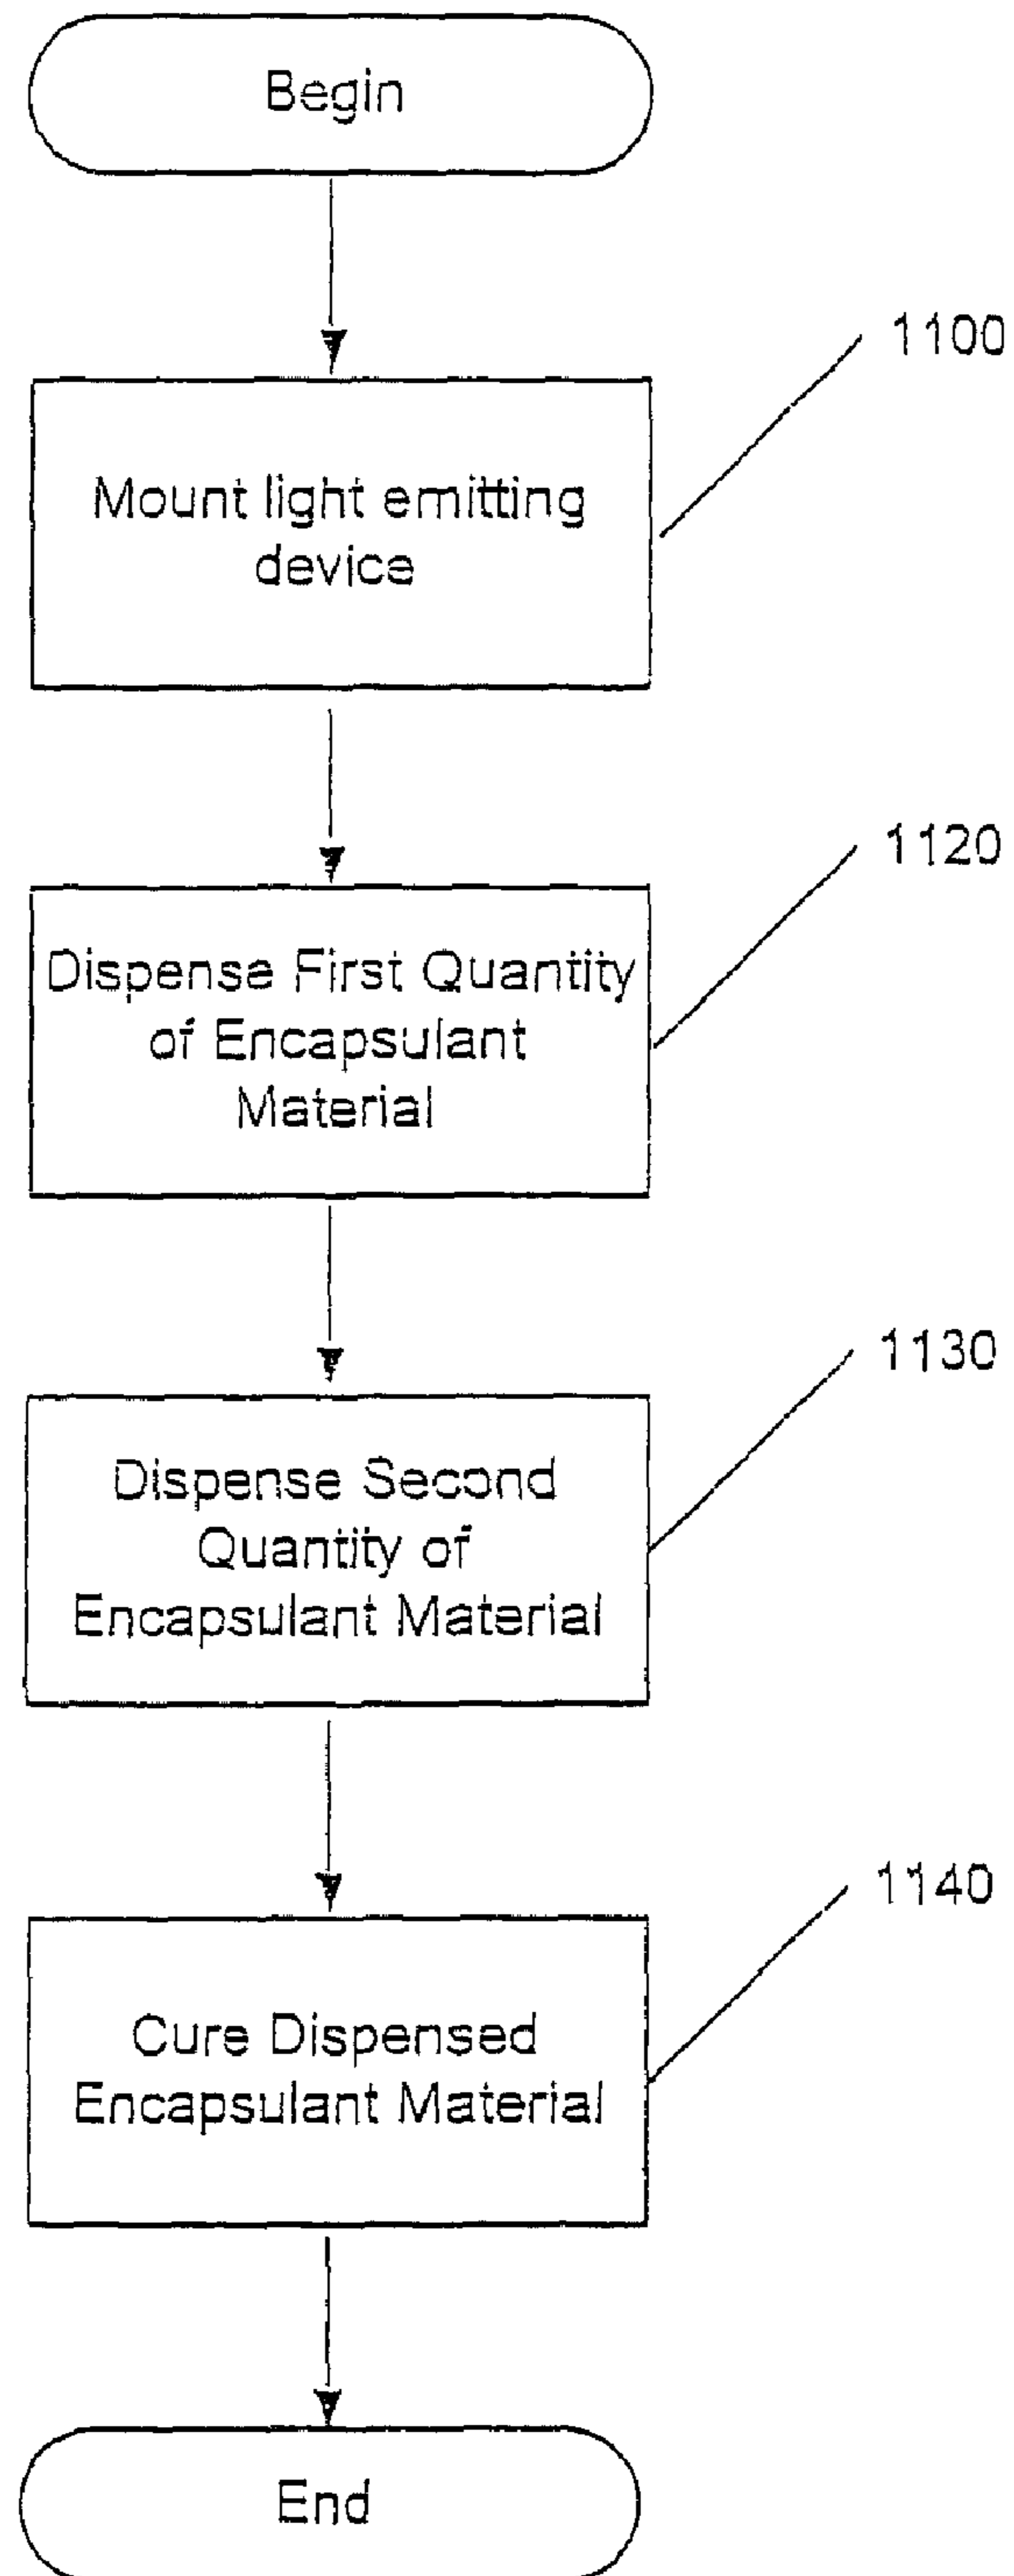 Begin
1100
Mount light emitting
device
1120
Dispense First Quantity
of Encapsulant
Material
1130
Dispense Second
Quantity of
Encapsulant Material
1140
Cure Dispensed
Encapsulant Material
End